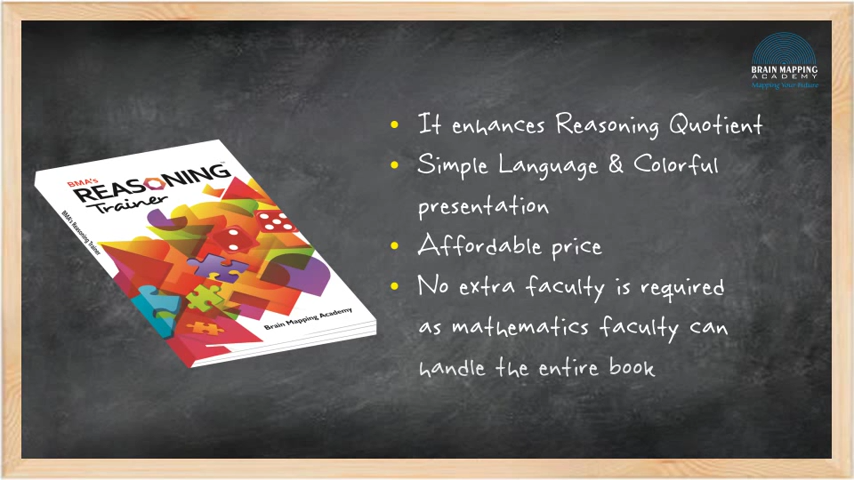 BRAIN MAPPING
ACADEMY
Mapping Your Future
• It enhances Reasoning Quotient
• Simple Language & Colorful
presentation
• Affordable price
• No extra faculty is required
as mathematics faculty can
handle the entire book
BMA's
REASONING™
Trainer
BMA's Reasoning Trainer
Brain Mapping Academy